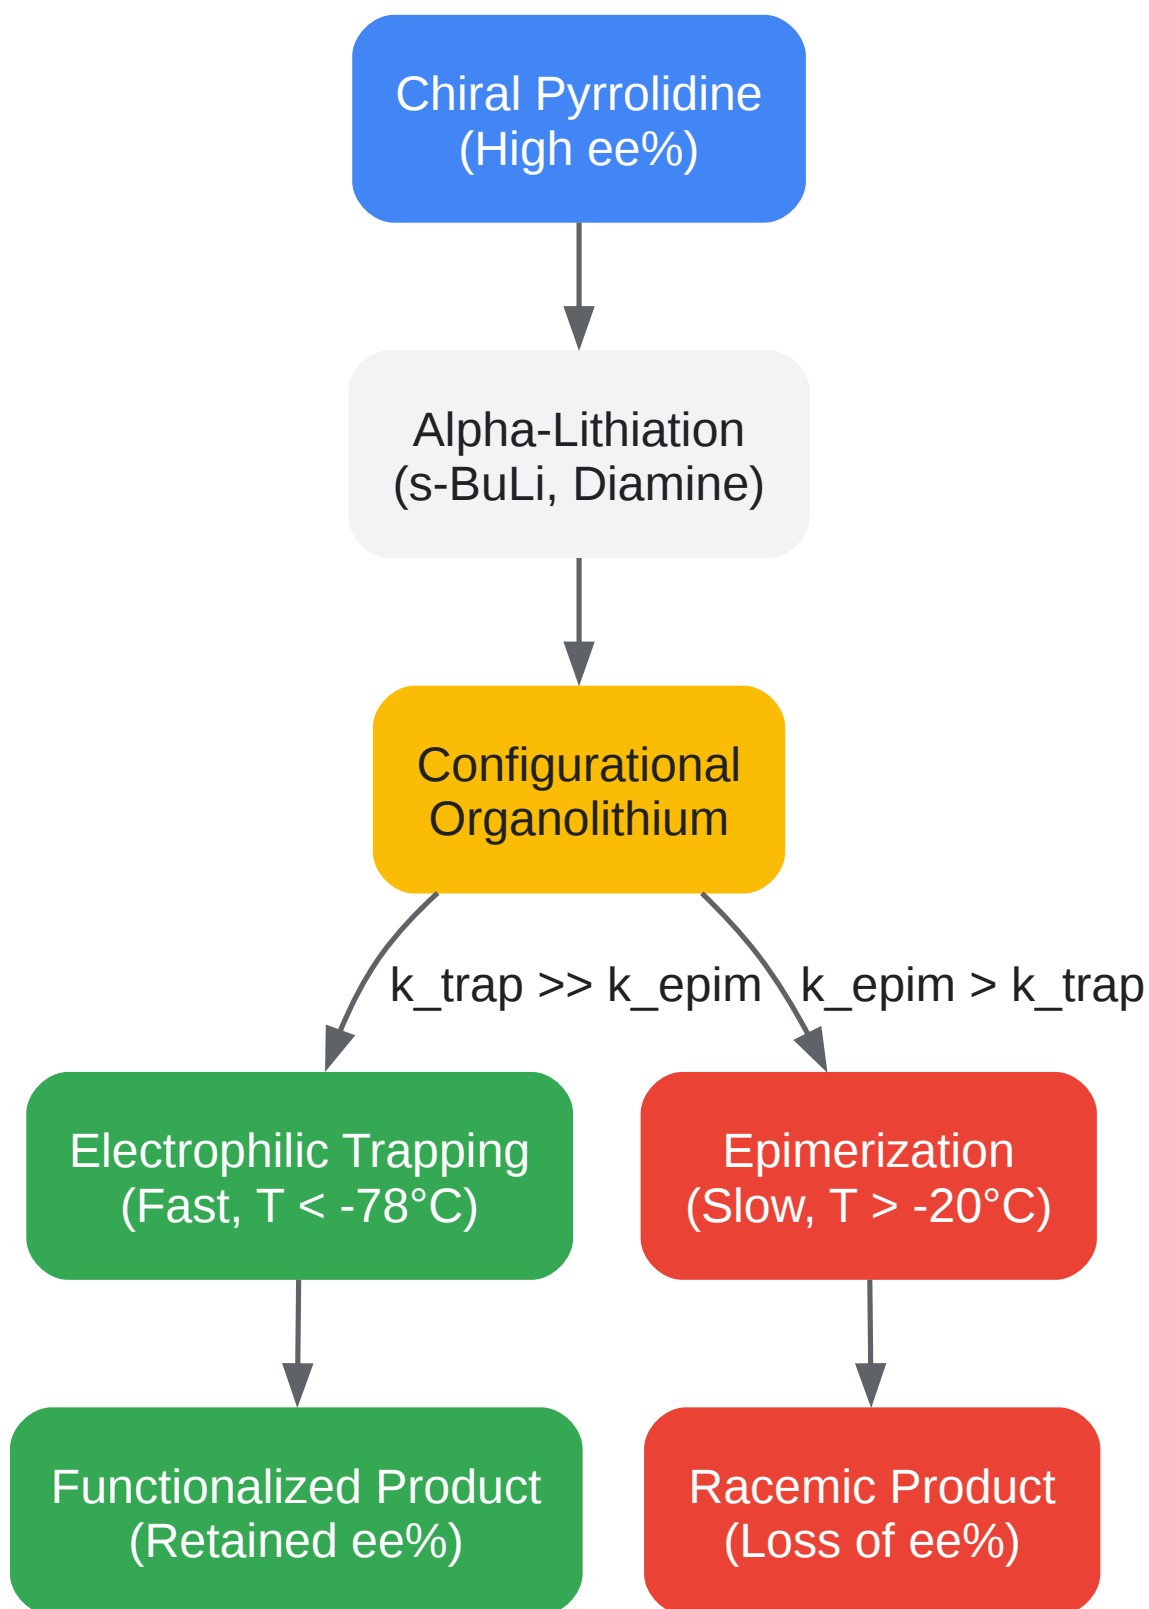 Chiral Pyrrolidine
(High ee%)
Alpha-Lithiation
(s-BuLi, Diamine)
Configurational
Organolithium
k_trap >> k_epim
k_epim > k_trap
Electrophilic Trapping
(Fast, T < -78°C)
Epimerization
(Slow, T > -20°C)
Functionalized Product
(Retained ee%)
Racemic Product
(Loss of ee%)